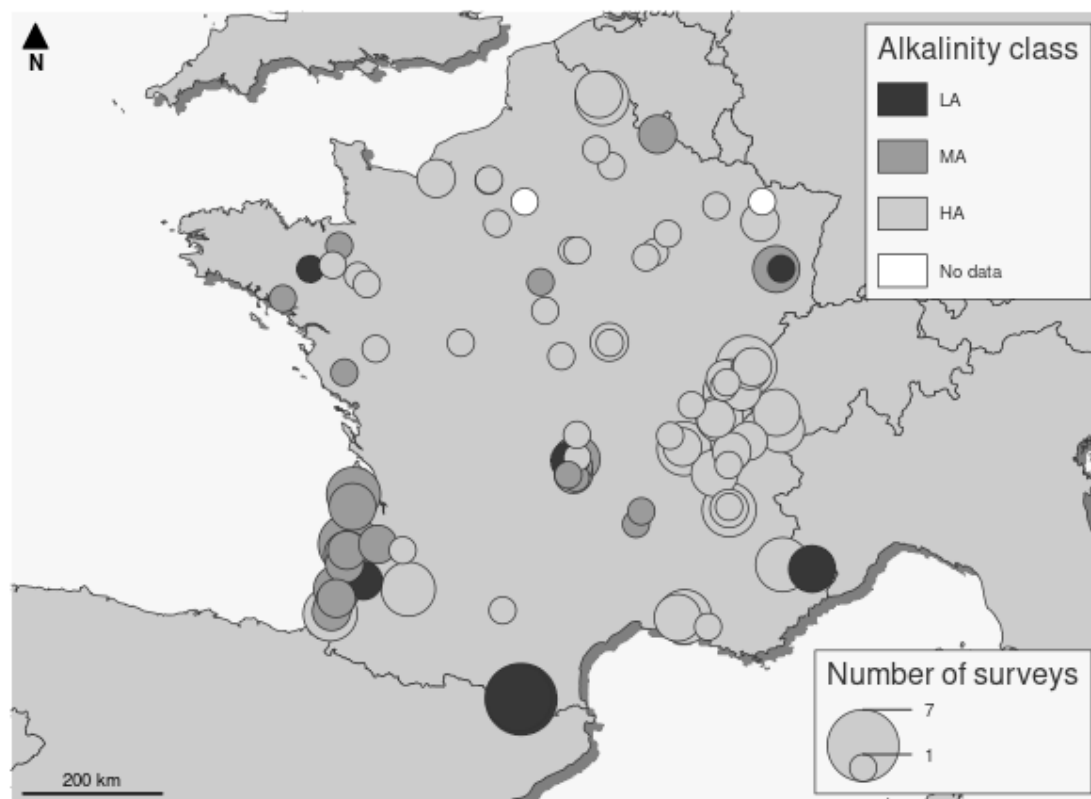 N
Alkalinity class
LA
MA
HA
No data
Number of surveys
7
1
200 km